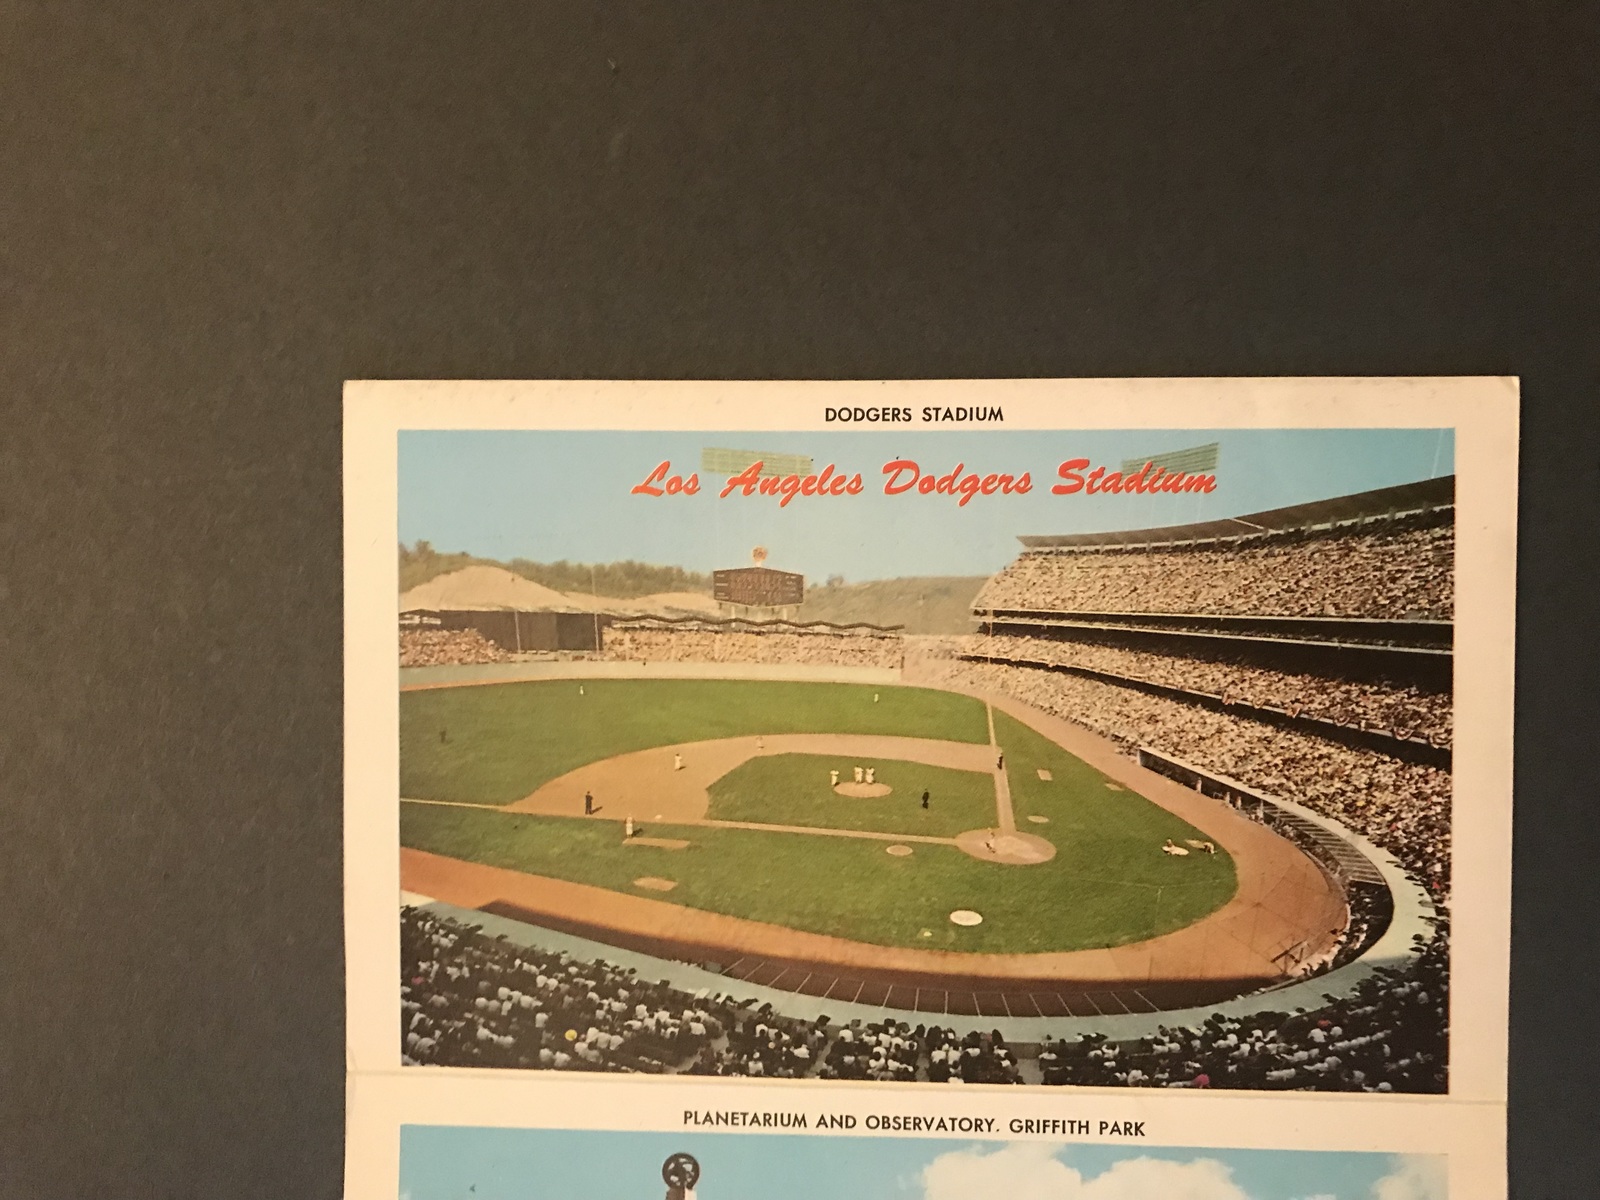 DODGERS STADIUM
Los Angeles Dodgers Stadium
PLANETARIUM AND OBSERVATORY. GRIFFITH PARK